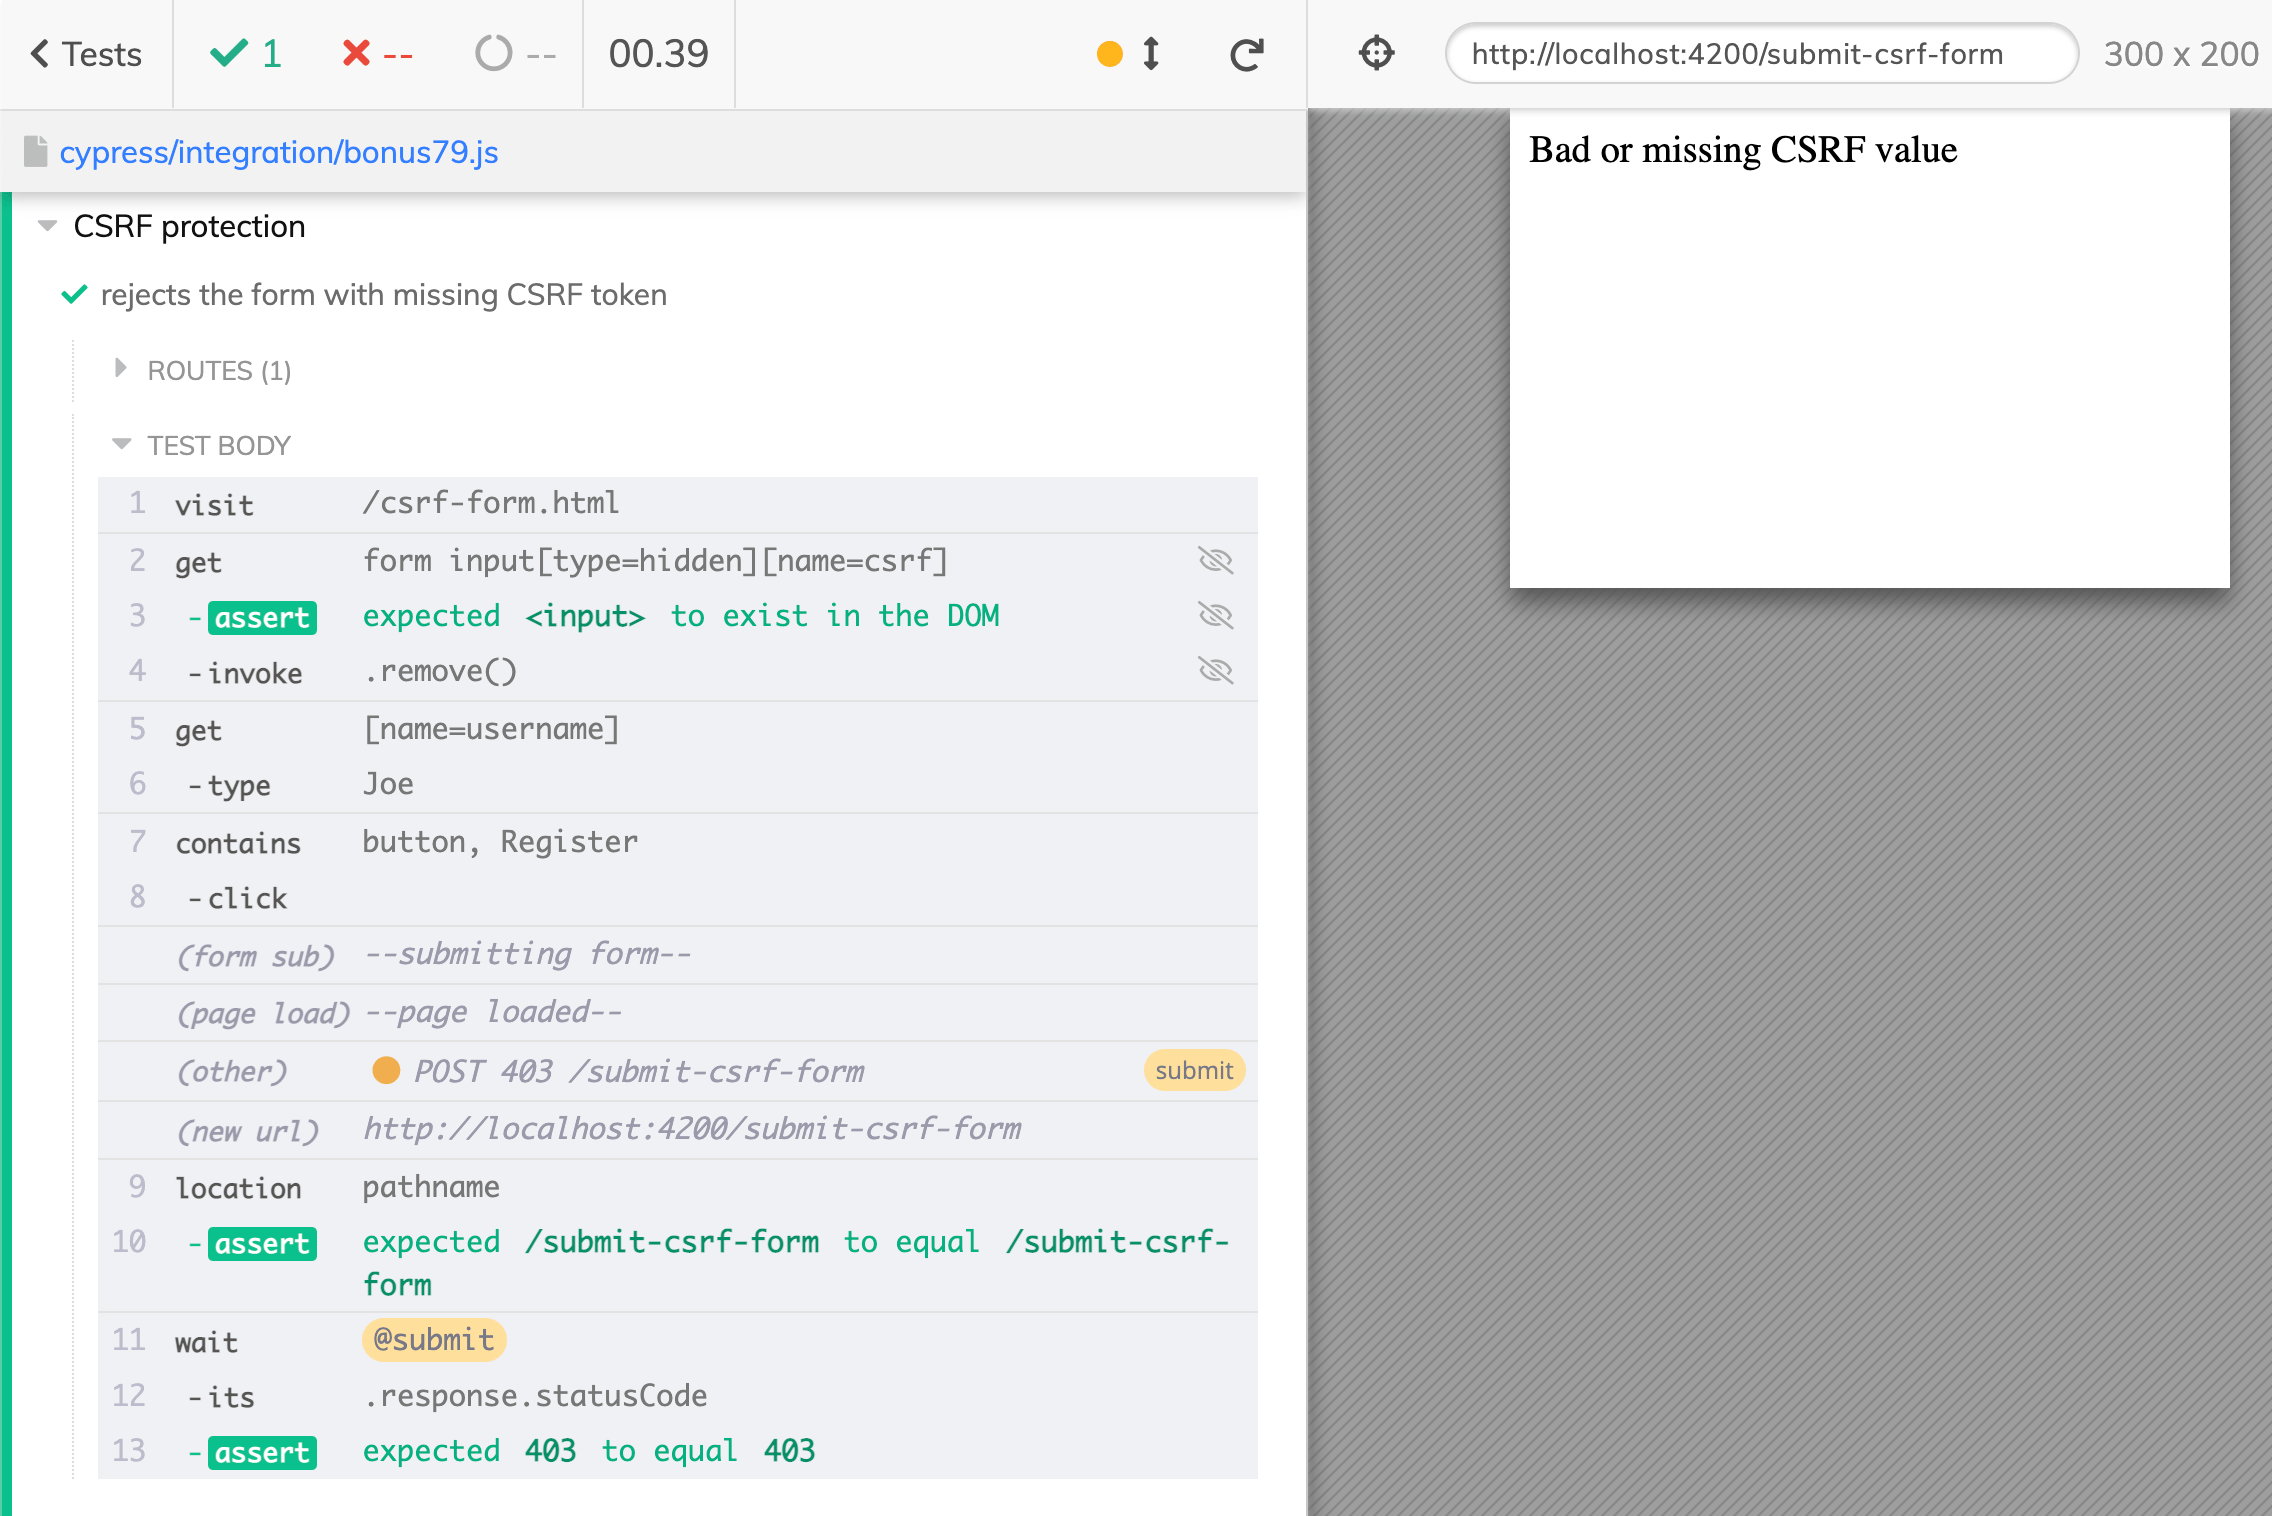 Tests
1
--
--
00.39
http://localhost:4200/submit-csrf-form
300 x 200
cypress/integration/bonus79.js
CSRF protection
rejects the form with missing CSRF token
ROUTES (1)
TEST BODY
1 visit /csrf-form.html
2 get form input[type=hidden][name=csrf]
3 -assert expected <input> to exist in the DOM
4 -invoke .remove()
5 get [name=username]
6 -type Joe
7 contains button, Register
8 -click
(form sub) --submitting form--
(page load) --page loaded--
(other) POST 403 /submit-csrf-form submit
(new url) http://localhost:4200/submit-csrf-form
9 location pathname
10 -assert expected /submit-csrf-form to equal /submit-csrf-
form
11 wait @submit
12 -its .response.statusCode
13 -assert expected 403 to equal 403
Bad or missing CSRF value